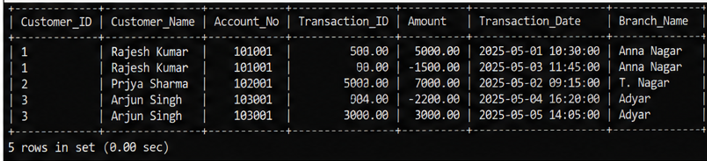 Customer_ID | Customer_Name | Account_No | Transaction_ID | Amount | Transaction_Date | Branch_Name
1 | Rajesh Kumar | 101001 | 500.00 | 5000.00 | 2025-05-01 10:30:00 | Anna Nagar
1 | Rajesh Kumar | 101001 | 00.00 | -1500.00 | 2025-05-03 11:45:00 | Anna Nagar
2 | Prjya Sharma | 102001 | 5003.00 | 7000.00 | 2025-05-02 09:15:00 | T. Nagar
3 | Arjun Singh | 103001 | 004.00 | -2200.00 | 2025-05-04 16:20:00 | Adyar
3 | Arjun Singh | 103001 | 3000.00 | 3000.00 | 2025-05-05 14:05:00 | Adyar
5 rows in set (0.00 sec)